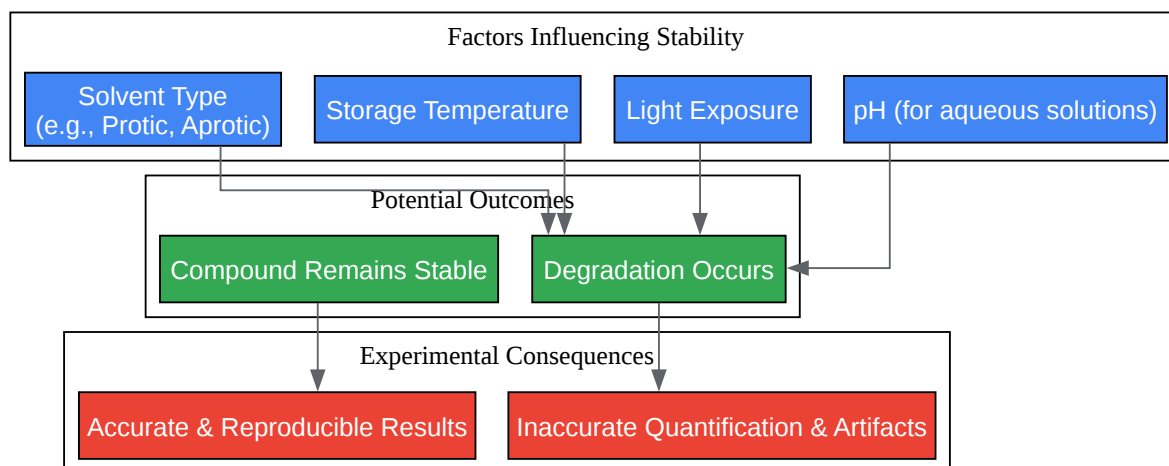 Factors Influencing Stability
Solvent Type
(e.g., Protic, Aprotic)
Storage Temperature
Light Exposure
pH (for aqueous solutions)
Potential Outcomes
Compound Remains Stable
Degradation Occurs
Experimental Consequences
Accurate & Reproducible Results
Inaccurate Quantification & Artifacts